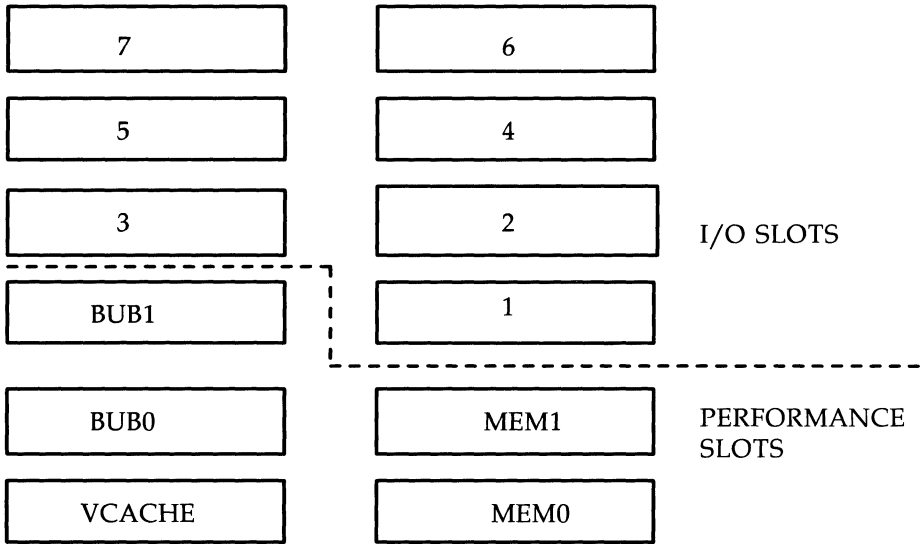 7
6
5
4
3
2
I/O SLOTS
BUB1
1
BUB0
MEM1
PERFORMANCE
SLOTS
VCACHE
MEM0